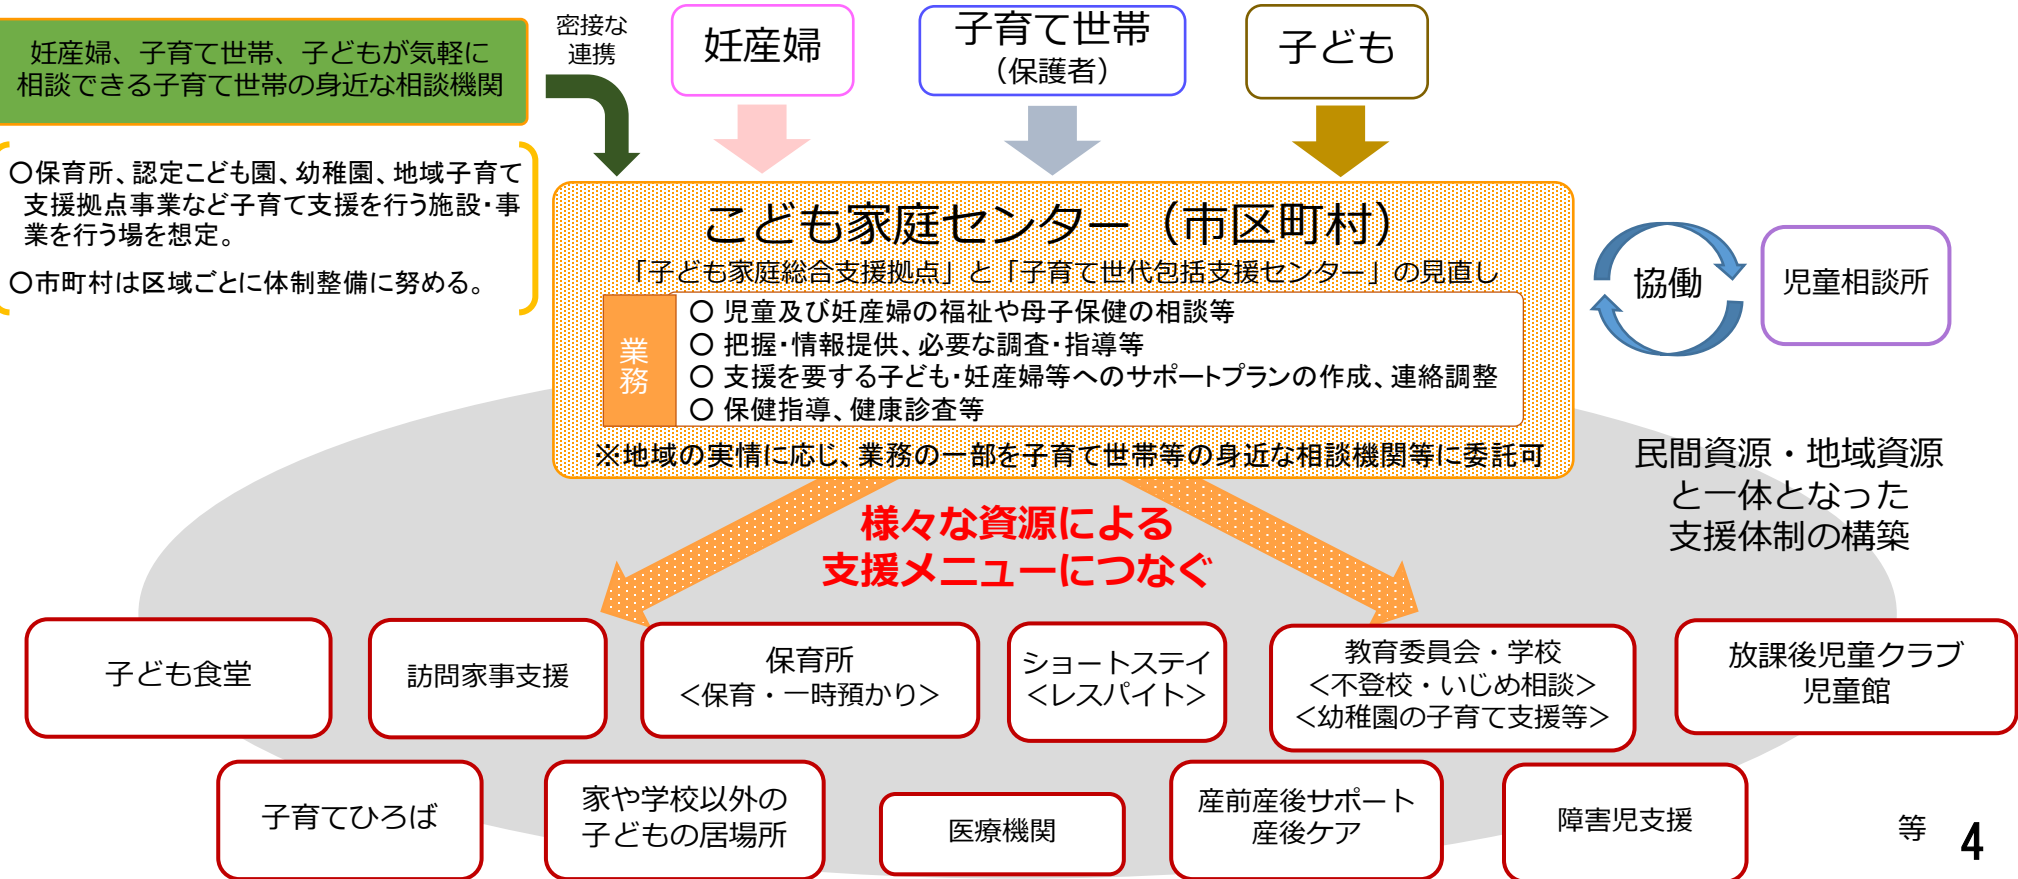 妊産婦、子育て世帯、子どもが気軽に
相談できる子育て世帯の身近な相談機関
密接な
連携
妊産婦
子育て世帯
（保護者）
子ども
〇保育所、認定こども園、幼稚園、地域子育て
支援拠点事業など子育て支援を行う施設・事
業を行う場を想定。
〇市町村は区域ごとに体制整備に努める。
こども家庭センター（市区町村）
「子ども家庭総合支援拠点」と「子育て世代包括支援センター」の見直し
業務
〇 児童及び妊産婦の福祉や母子保健の相談等
〇 把握・情報提供、必要な調査・指導等
〇 支援を要する子ども・妊産婦等へのサポートプランの作成、連絡調整
〇 保健指導、健康診査等
※地域の実情に応じ、業務の一部を子育て世帯等の身近な相談機関等に委託可
協働
児童相談所
民間資源・地域資源
と一体となった
支援体制の構築
様々な資源による
支援メニューにつなぐ
子ども食堂
訪問家事支援
保育所
＜保育・一時預かり＞
ショートステイ
＜レスパイト＞
教育委員会・学校
＜不登校・いじめ相談＞
＜幼稚園の子育て支援等＞
放課後児童クラブ
児童館
子育てひろば
家や学校以外の
子どもの居場所
医療機関
産前産後サポート
産後ケア
障害児支援
等
4